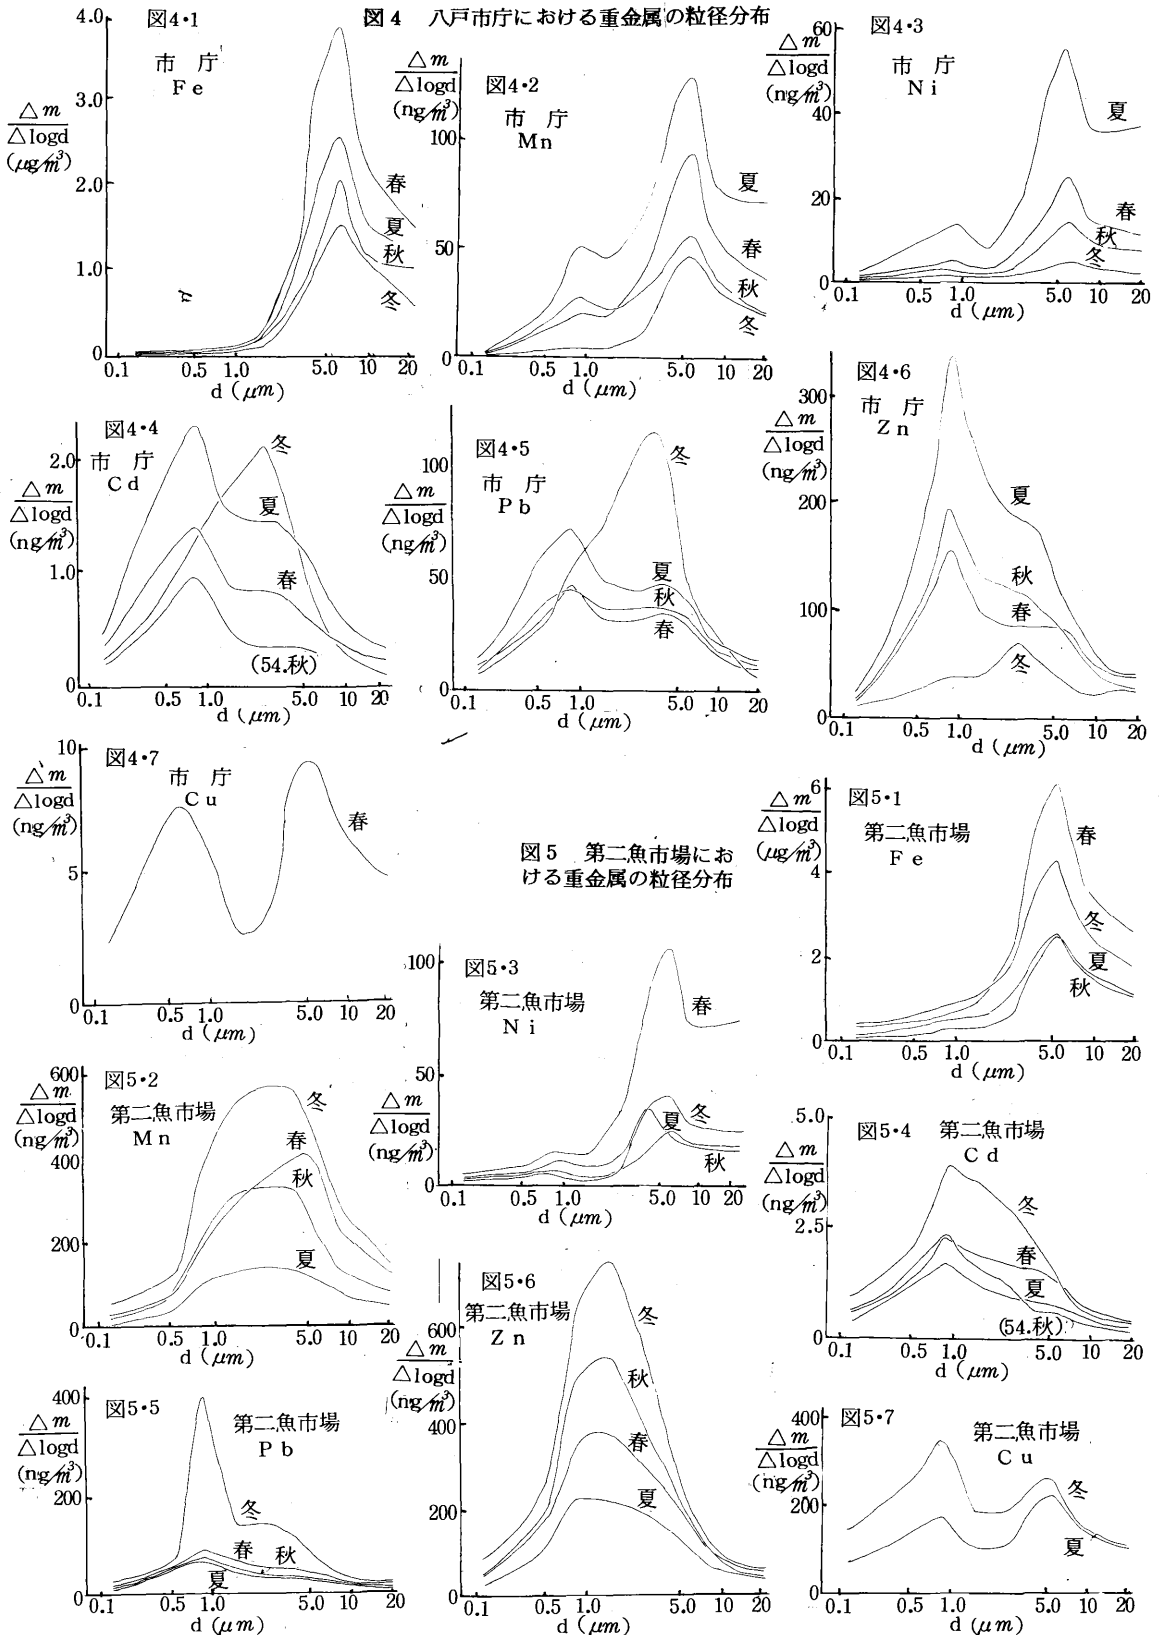 図4 八戸市庁における重金属の粒径分布
図4・1
市 庁
Fe
△m
△logd
(μg/m³)
4.0
3.0
2.0
1.0
0
春
夏
秋
冬
0.1 0.5 1.0 5.0 10 20
d (μm)
図4・2
市 庁
Mn
△m
△logd
(ng/m³)
100
50
0
夏
春
秋
冬
0.1 0.5 1.0 5.0 10 20
d (μm)
図4・3
市 庁
Ni
△m
△logd
(ng/m³)
60
40
20
0
夏
春
秋
冬
0.1 0.5 1.0 5.0 10 20
d (μm)
図4・4
市 庁
Cd
△m
△logd
(ng/m³)
2.0
1.0
0
冬
夏
春
(54.秋)
0.1 0.5 1.0 5.0 10 20
d (μm)
図4・5
市 庁
Pb
△m
△logd
(ng/m³)
100
50
0
冬
夏
秋
春
0.1 0.5 1.0 5.0 10 20
d (μm)
図4・6
市 庁
Zn
△m
△logd
(ng/m³)
300
200
100
0
夏
秋
春
冬
0.1 0.5 1.0 5.0 10 20
d (μm)
図4・7
市 庁
Cu
△m
△logd
(ng/m³)
10
5
0
春
0.1 0.5 1.0 5.0 10 20
d (μm)
図5 第二魚市場にお
ける重金属の粒径分布
図5・1
第二魚市場
Fe
△m
△logd
(μg/m³)
6
4
2
0
春
冬
夏
秋
0.1 0.5 1.0 5.0 10 20
d (μm)
図5・2
第二魚市場
Mn
△m
△logd
(ng/m³)
600
400
200
0
冬
春
秋
夏
0.1 0.5 1.0 5.0 10 20
d (μm)
図5・3
第二魚市場
Ni
△m
△logd
(ng/m³)
100
50
0
春
冬
夏
秋
0.1 1.0 5.0 10 20
d (μm)
図5・4 第二魚市場
Cd
△m
△logd
(ng/m³)
5.0
2.5
0
冬
春
夏
(54.秋)
0.1 0.5 1.0 5.0 10 20
d (μm)
図5・5
第二魚市場
Pb
△m
△logd
(ng/m³)
400
200
0
冬
春
秋
夏
0.1 0.5 1.0 5.0 10 20
d (μm)
図5・6
第二魚市場
Zn
△m
△logd
(ng/m³)
600
400
200
0
冬
秋
春
夏
0.1 0.5 1.0 5.0 10 20
d (μm)
図5・7
第二魚市場
Cu
△m
△logd
(ng/m³)
400
200
0
冬
夏
0.1 0.5 1.0 5.0 10 20
d (μm)